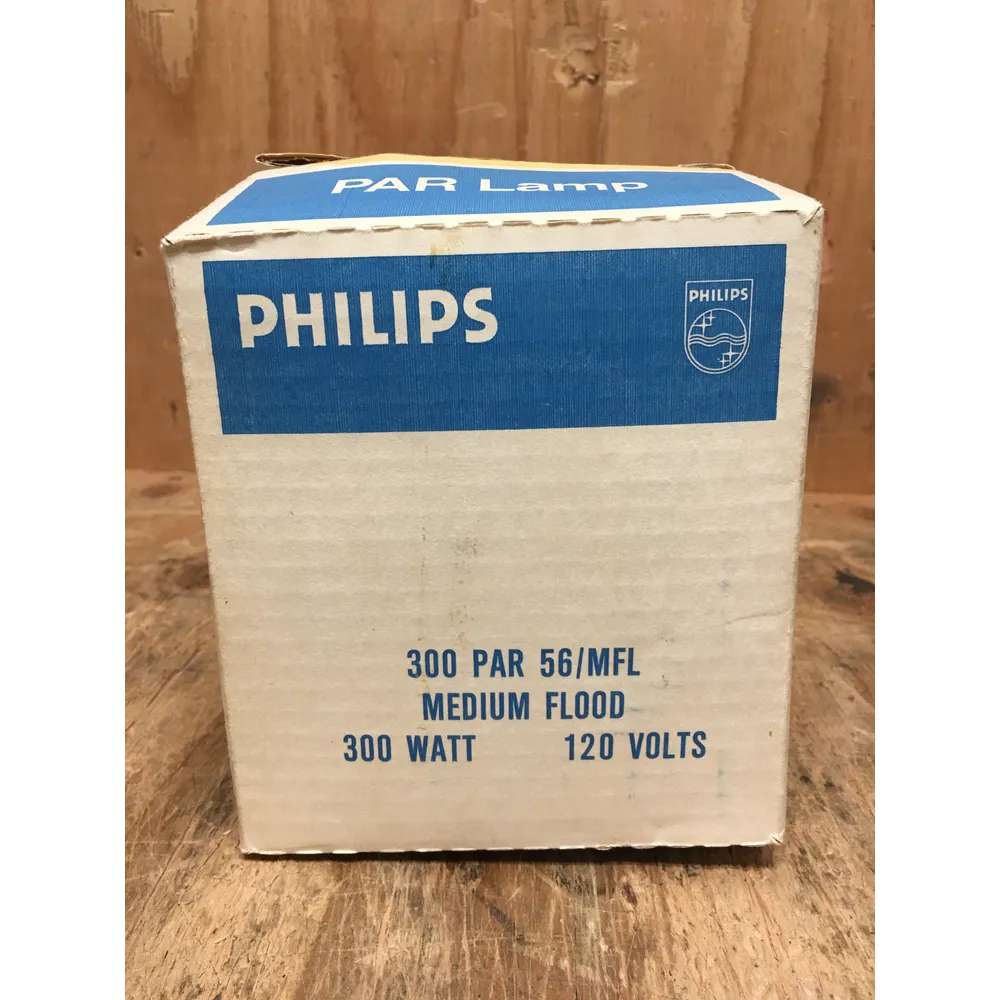 PAR Lamp
PHILIPS
PHILIPS
300 PAR 56/MFL
MEDIUM FLOOD
300 WATT 120 VOLTS